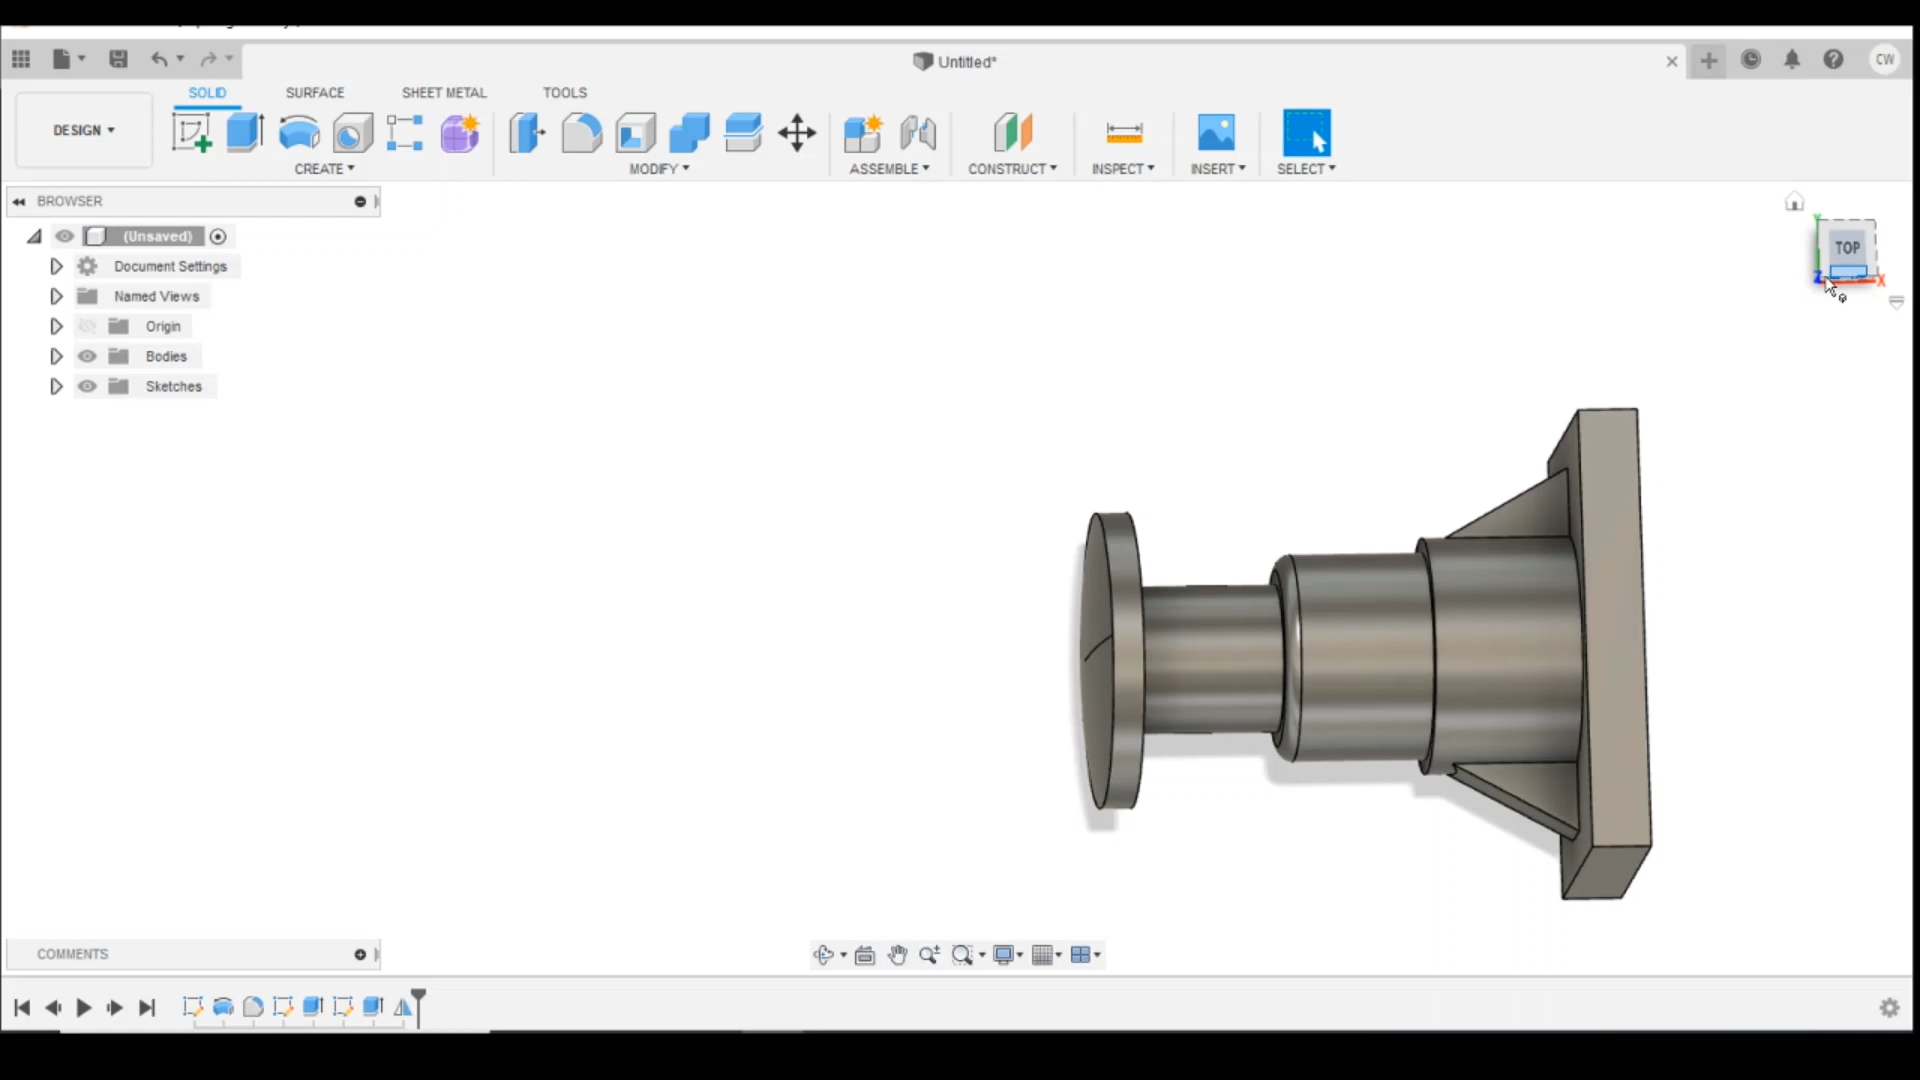 Untitled*
CW
SOLID SURFACE SHEET METAL TOOLS
DESIGN
CREATE MODIFY ASSEMBLE CONSTRUCT INSPECT INSERT SELECT
BROWSER
(Unsaved)
Document Settings
Named Views
Origin
Bodies
Sketches
TOP
Y
Z
X
COMMENTS